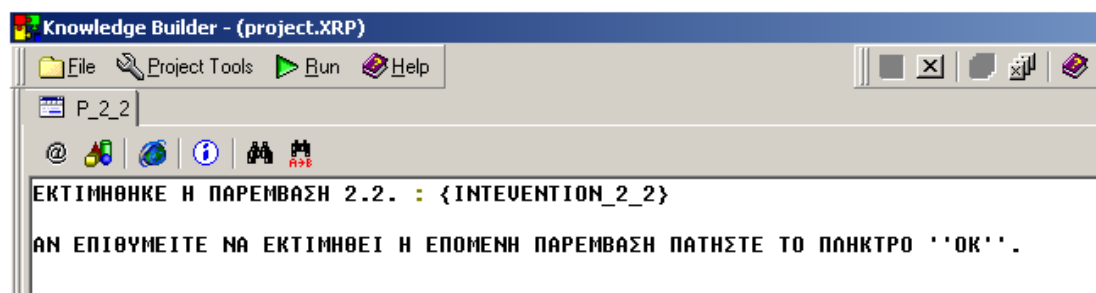 Knowledge Builder - (project.XRP)
File Project Tools Run Help
P_2_2
@ A→B
ΕΚΤΙΜΗΘΗΚΕ Η ΠΑΡΕΜΒΑΣΗ 2.2. : {INTEVENTION_2_2}
ΑΝ ΕΠΙΘΥΜΕΙΤΕ ΝΑ ΕΚΤΙΜΗΘΕΙ Η ΕΠΟΜΕΝΗ ΠΑΡΕΜΒΑΣΗ ΠΑΤΗΣΤΕ ΤΟ ΠΛΗΚΤΡΟ ''ΟΚ''.